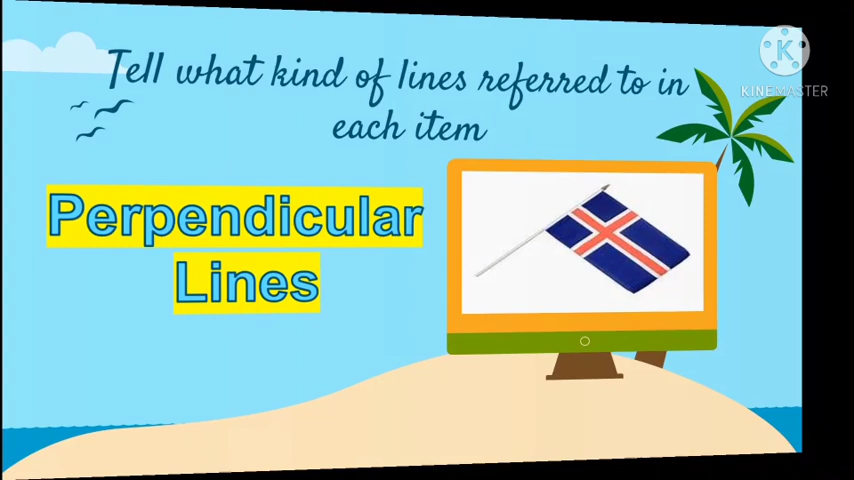 Tell what kind of lines referred to in
each item
K
KINEMASTER
Perpendicular
Lines